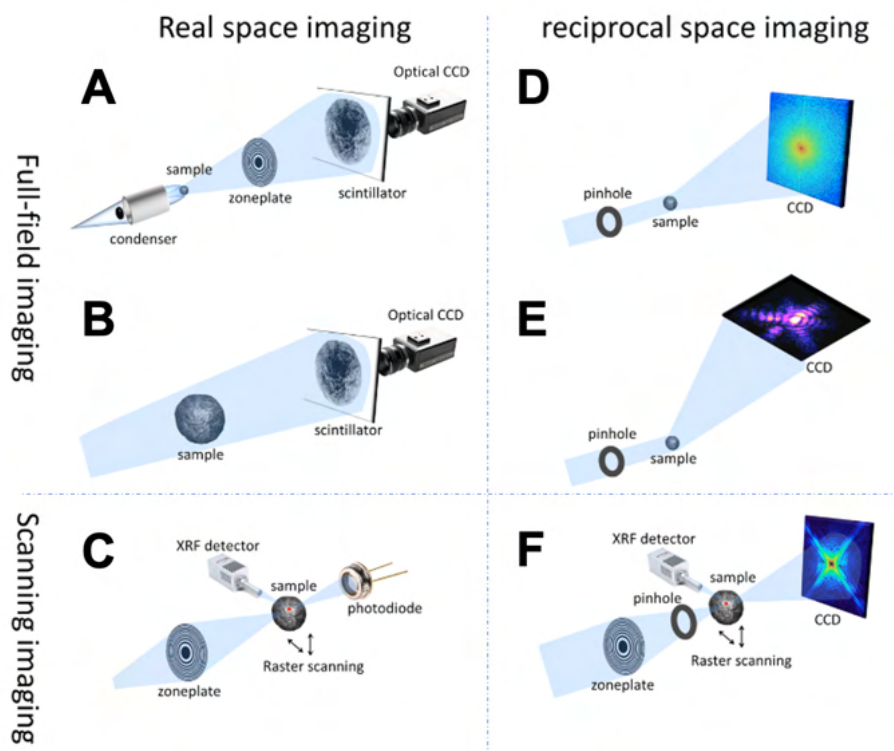 Real space imaging
reciprocal space imaging
Full-field imaging
Scanning imaging
A
Optical CCD
sample
zoneplate
scintillator
condenser
B
Optical CCD
sample
scintillator
C
XRF detector
sample
photodiode
Raster scanning
zoneplate
D
pinhole
sample
CCD
E
CCD
pinhole
sample
F
XRF detector
sample
pinhole
CCD
Raster scanning
zoneplate